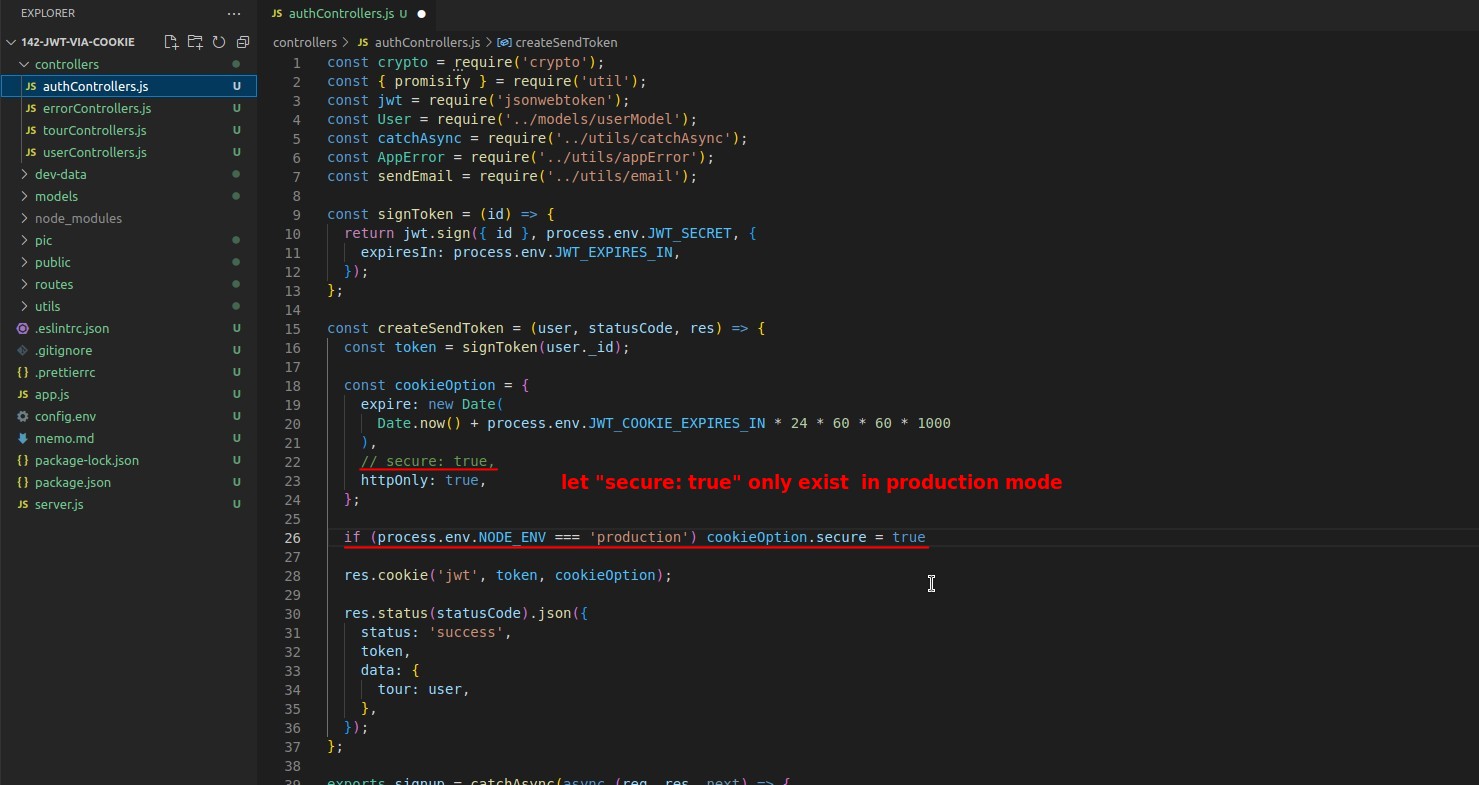 EXPLORER
142-JWT-VIA-COOKIE
controllers
JS authControllers.js U
JS errorControllers.js U
JS tourControllers.js U
JS userControllers.js U
dev-data
models
node_modules
pic
public
routes
utils
.eslintrc.json U
.gitignore U
{} .prettierrc U
JS app.js U
config.env U
memo.md U
{} package-lock.json U
{} package.json U
JS server.js U
JS authControllers.js U
controllers > JS authControllers.js > createSendToken
1 const crypto = require('crypto');
2 const { promisify } = require('util');
3 const jwt = require('jsonwebtoken');
4 const User = require('../models/userModel');
5 const catchAsync = require('../utils/catchAsync');
6 const AppError = require('../utils/appError');
7 const sendEmail = require('../utils/email');
8
9 const signToken = (id) => {
10 return jwt.sign({ id }, process.env.JWT_SECRET, {
11 expiresIn: process.env.JWT_EXPIRES_IN,
12 });
13 };
14
15 const createSendToken = (user, statusCode, res) => {
16 const token = signToken(user._id);
17
18 const cookieOption = {
19 expire: new Date(
20 Date.now() + process.env.JWT_COOKIE_EXPIRES_IN * 24 * 60 * 60 * 1000
21 ),
22 // secure: true,
23 httpOnly: true,
let "secure: true" only exist in production mode
24 };
25
26 if (process.env.NODE_ENV === 'production') cookieOption.secure = true
27
28 res.cookie('jwt', token, cookieOption);
29
30 res.status(statusCode).json({
31 status: 'success',
32 token,
33 data: {
34 tour: user,
35 },
36 });
37 };
38
39 exports.signup = catchAsync(async (req, res, next) => {